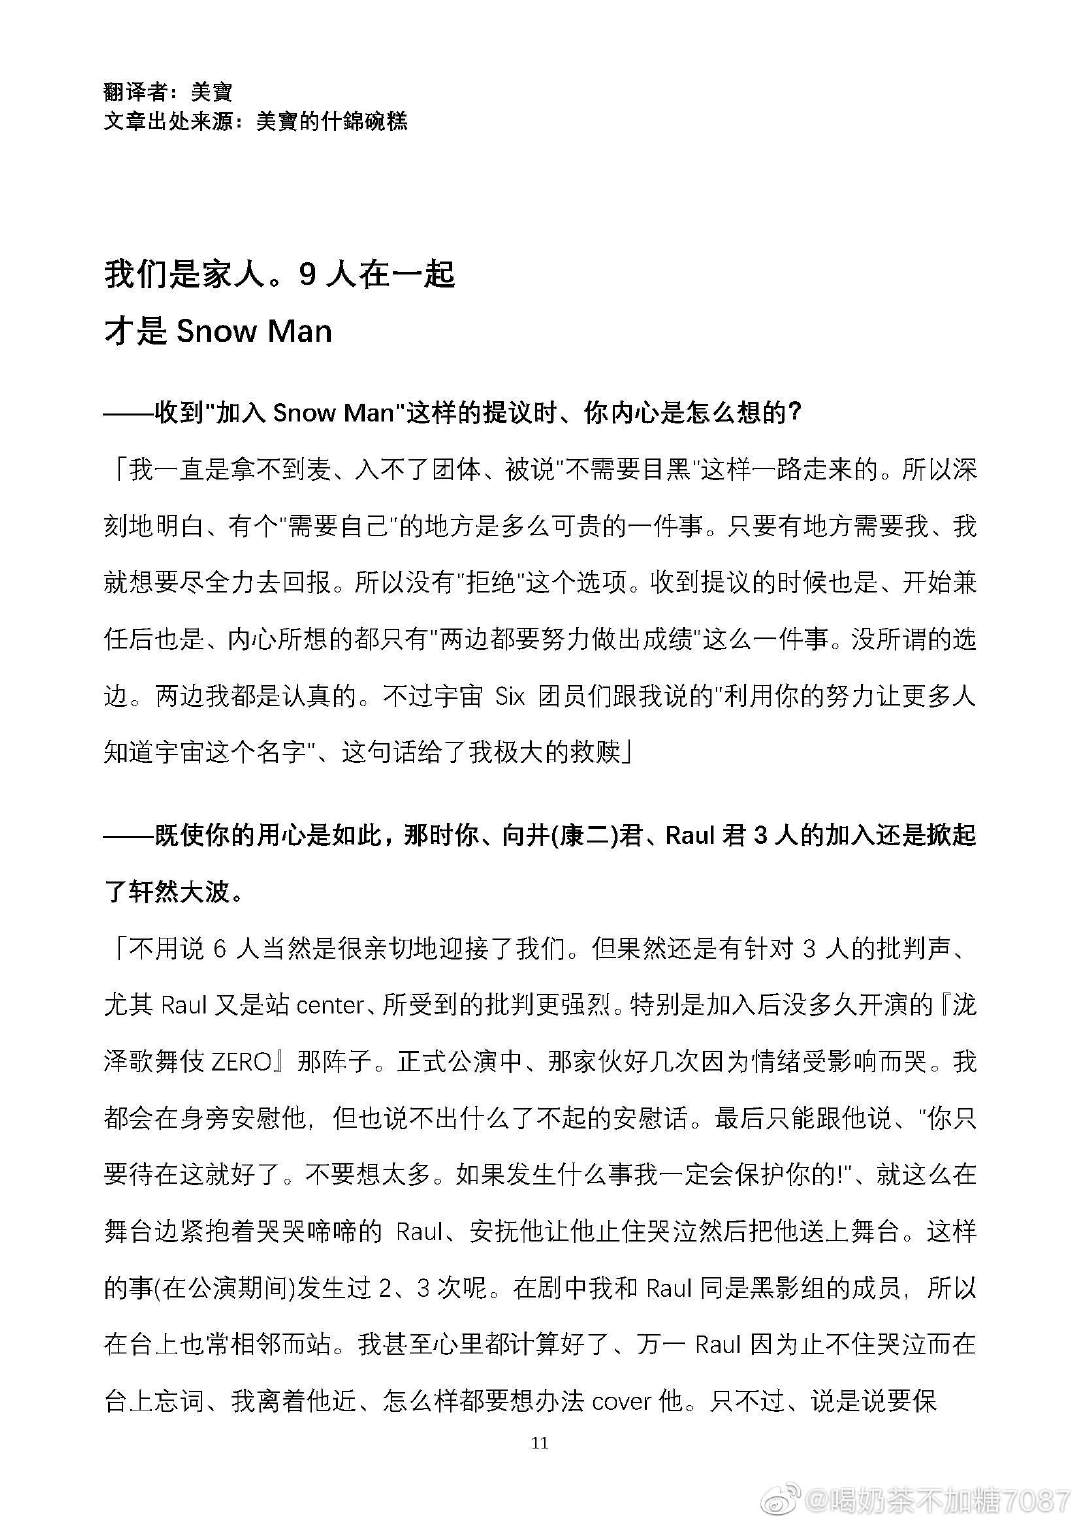 翻译者：美寶
文章出处来源：美寶的什錦碗糕
我们是家人。9 人在一起
才是 Snow Man
——收到"加入 Snow Man"这样的提议时、你内心是怎么想的？
「我一直是拿不到麦、入不了团体、被说"不需要目黑"这样一路走来的。所以深
刻地明白、有个"需要自己"的地方是多么可贵的一件事。只要有地方需要我、我
就想要尽全力去回报。所以没有"拒绝"这个选项。收到提议的时候也是、开始兼
任后也是、内心所想的都只有"两边都要努力做出成绩"这么一件事。没所谓的选
边。两边我都是认真的。不过宇宙 Six 团员们跟我说的"利用你的努力让更多人
知道宇宙这个名字"、这句话给了我极大的救赎」
——既使你的用心是如此，那时你、向井(康二)君、Raul 君 3 人的加入还是掀起
了轩然大波。
「不用说 6 人当然是很亲切地迎接了我们。但果然还是有针对 3 人的批判声、
尤其 Raul 又是站 center、所受到的批判更强烈。特别是加入后没多久开演的『泷
泽歌舞伎 ZERO』那阵子。正式公演中、那家伙好几次因为情绪受影响而哭。我
都会在身旁安慰他，但也说不出什么了不起的安慰话。最后只能跟他说、"你只
要待在这就好了。不要想太多。如果发生什么事我一定会保护你的!"、就这么在
舞台边紧抱着哭哭啼啼的 Raul、安抚他让他止住哭泣然后把他送上舞台。这样
的事(在公演期间)发生过 2、3 次呢。在剧中我和 Raul 同是黑影组的成员，所以
在台上也常相邻而站。我甚至心里都计算好了、万一 Raul 因为止不住哭泣而在
台上忘词、我离着他近、怎么样都要想办法 cover 他。只不过、说是说要保
11
@喝奶茶不加糖7087